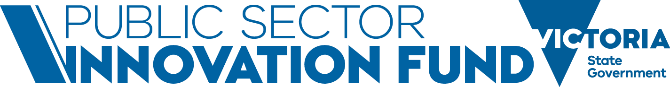 PUBLIC SECTOR
INNOVATION FUND
VICTORIA
State
Government